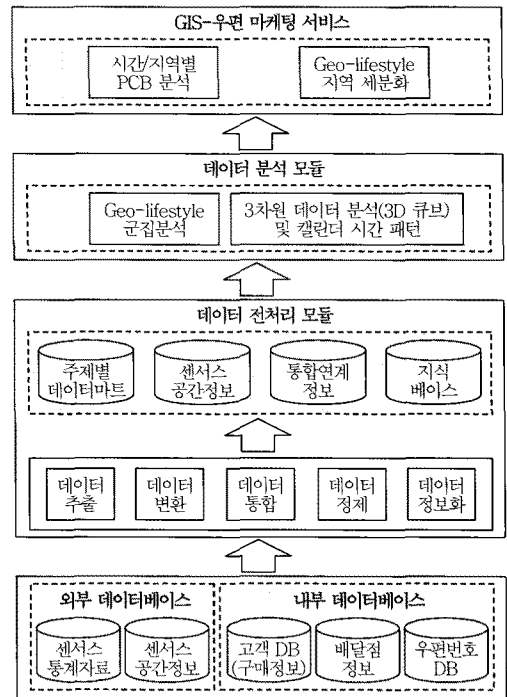 GIS-우편 마케팅 서비스
시간/지역별
PCB 분석
Geo-lifestyle
지역 세분화
데이터 분석 모듈
Geo-lifestyle
군집분석
3차원 데이터 분석(3D 큐브)
및 캘린더 시간 패턴
데이터 전처리 모듈
주제별
데이터마트
센서스
공간정보
통합연계
정보
지식
베이스
데이터
추출
데이터
변환
데이터
통합
데이터
정제
데이터
정보화
외부 데이터베이스
센서스
통계자료
센서스
공간정보
내부 데이터베이스
고객 DB
(구매정보)
배달점
정보
우편번호
DB